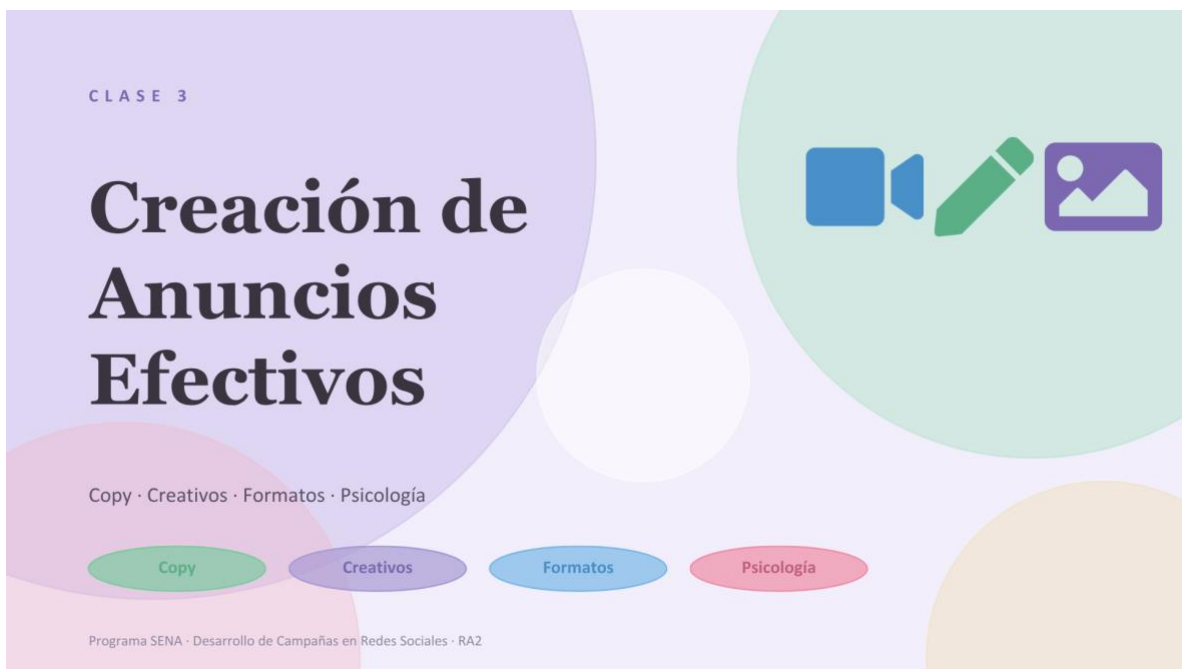 CLASE 3
Creación de
Anuncios
Efectivos
Copy · Creativos · Formatos · Psicología
Copy
Creativos
Formatos
Psicología
Programa SENA · Desarrollo de Campañas en Redes Sociales · RA2